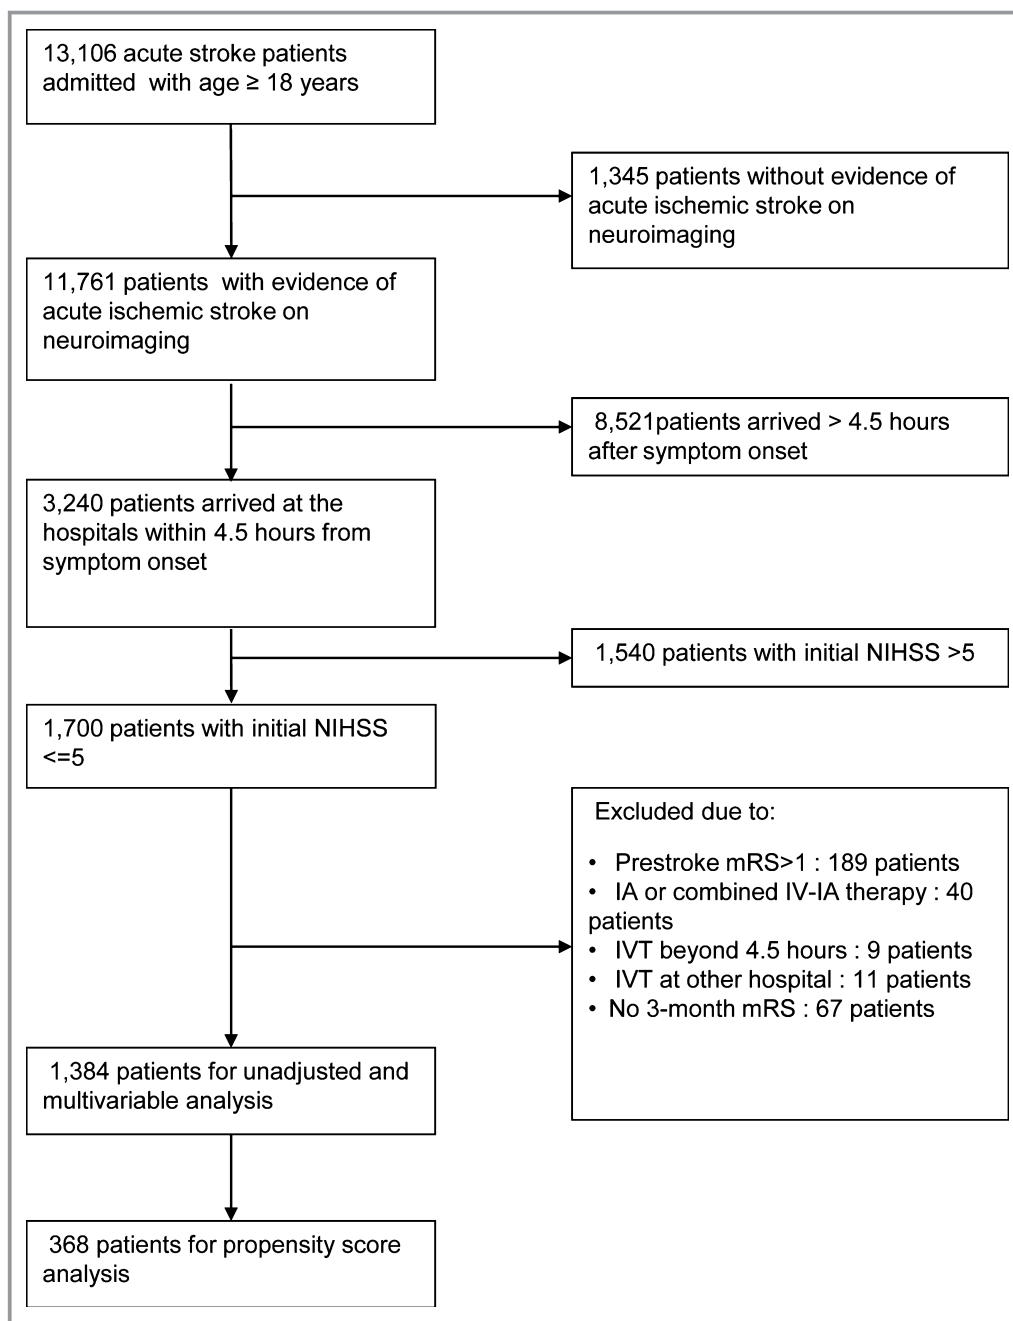 13,106 acute stroke patients
admitted with age ≥ 18 years
1,345 patients without evidence of
acute ischemic stroke on
neuroimaging
11,761 patients with evidence of
acute ischemic stroke on
neuroimaging
8,521patients arrived > 4.5 hours
after symptom onset
3,240 patients arrived at the
hospitals within 4.5 hours from
symptom onset
1,540 patients with initial NIHSS >5
1,700 patients with initial NIHSS
<=5
Excluded due to:
• Prestroke mRS>1 : 189 patients
• IA or combined IV-IA therapy : 40
patients
• IVT beyond 4.5 hours : 9 patients
• IVT at other hospital : 11 patients
• No 3-month mRS : 67 patients
1,384 patients for unadjusted and
multivariable analysis
368 patients for propensity score
analysis